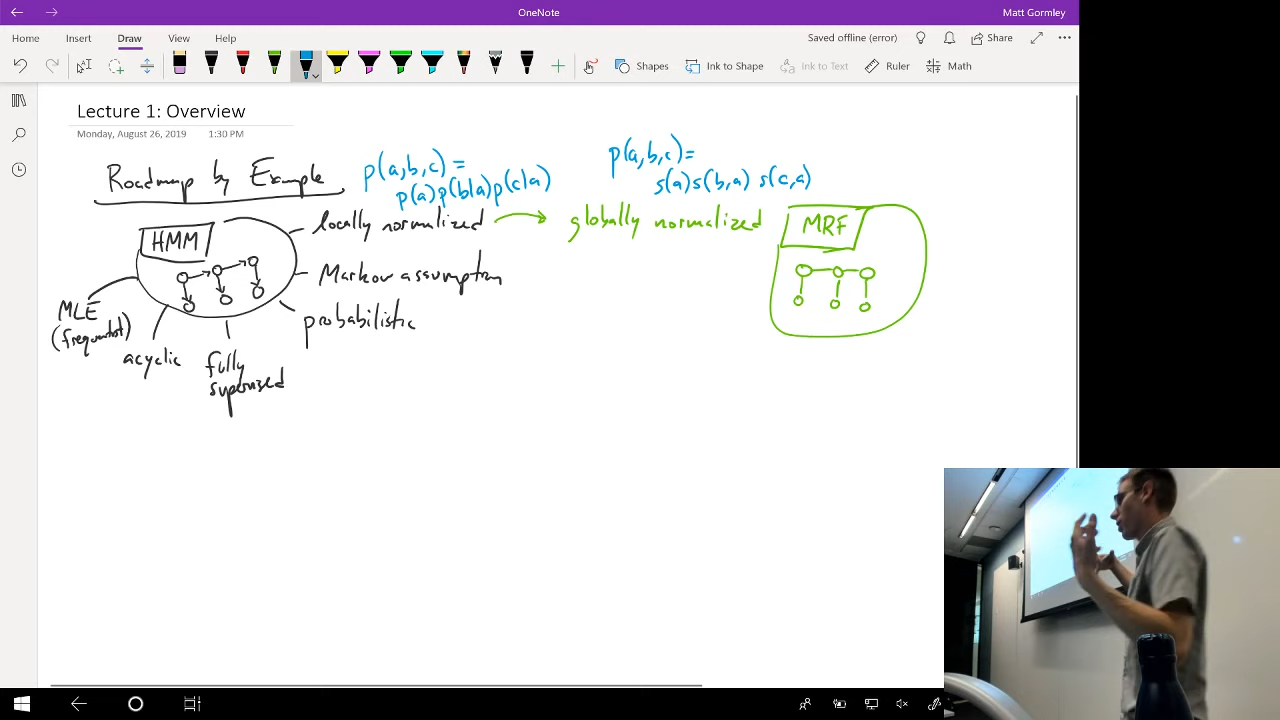 OneNote
Matt Gormley
Home Insert Draw View Help
Saved offline (error)
Share
Shapes
Ink to Shape
Ink to Text
Ruler
Math
Lecture 1: Overview
Monday, August 26, 2019 1:30 PM
Roadmap by Example
p(a,b,c) =
p(a)p(b|a)p(c|a)
p(a,b,c)=
s(a)s(b,a) s(c,a)
locally normalized
globally normalized
MRF
HMM
Markov assumption
MLE
(frequentist)
probabilistic
acyclic
fully
supervised